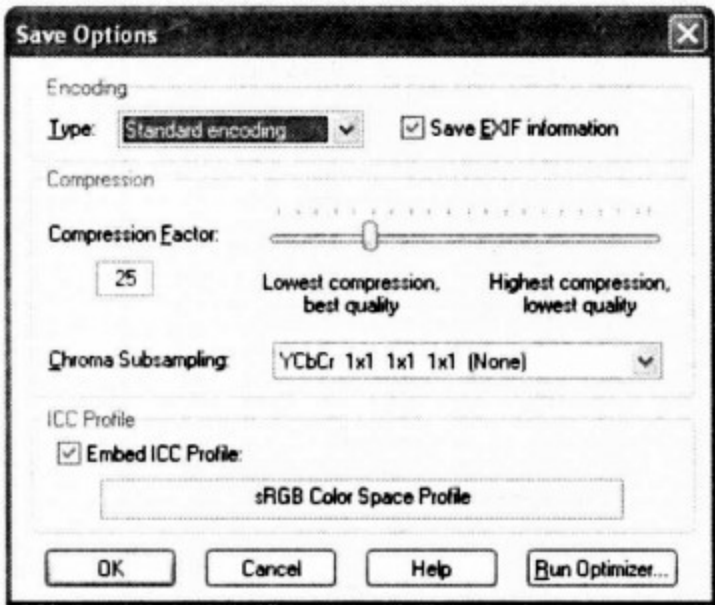 Save Options
Encoding
Type: Standard encoding Save EXIF information
Compression
Compression Factor:
25
Lowest compression, best quality
Highest compression, lowest quality
Chroma Subsampling: YCbCr 1x1 1x1 1x1 (None)
ICC Profile
Embed ICC Profile:
sRGB Color Space Profile
OK Cancel Help Run Optimizer...